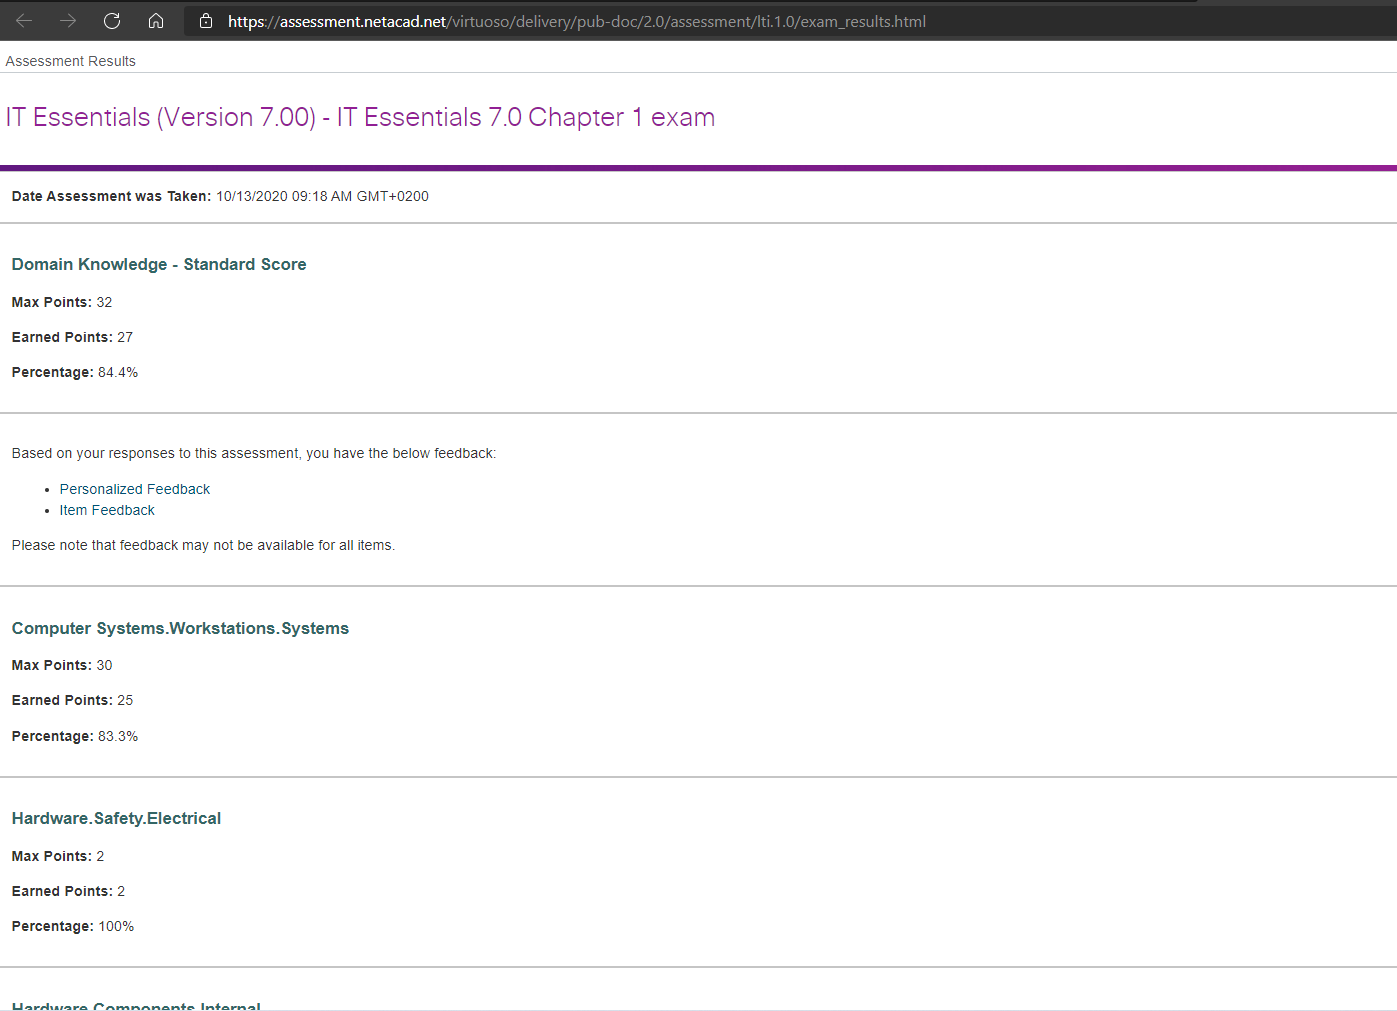 https://assessment.netacad.net/virtuoso/delivery/pub-doc/2.0/assessment/lti.1.0/exam_results.html
Assessment Results
IT Essentials (Version 7.00) - IT Essentials 7.0 Chapter 1 exam
Date Assessment was Taken: 10/13/2020 09:18 AM GMT+0200
Domain Knowledge - Standard Score
Max Points: 32
Earned Points: 27
Percentage: 84.4%
Based on your responses to this assessment, you have the below feedback:
• Personalized Feedback
• Item Feedback
Please note that feedback may not be available for all items.
Computer Systems.Workstations.Systems
Max Points: 30
Earned Points: 25
Percentage: 83.3%
Hardware.Safety.Electrical
Max Points: 2
Earned Points: 2
Percentage: 100%
Hardware.Components.Internal